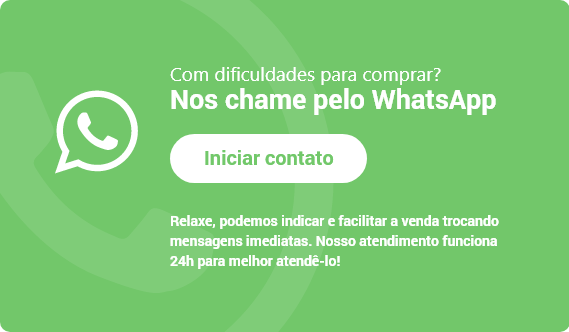 Com dificuldades para comprar?
Nos chame pelo WhatsApp
Iniciar contato
Relaxe, podemos indicar e facilitar a venda trocando
mensagens imediatas. Nosso atendimento funciona
24h para melhor atendê-lo!